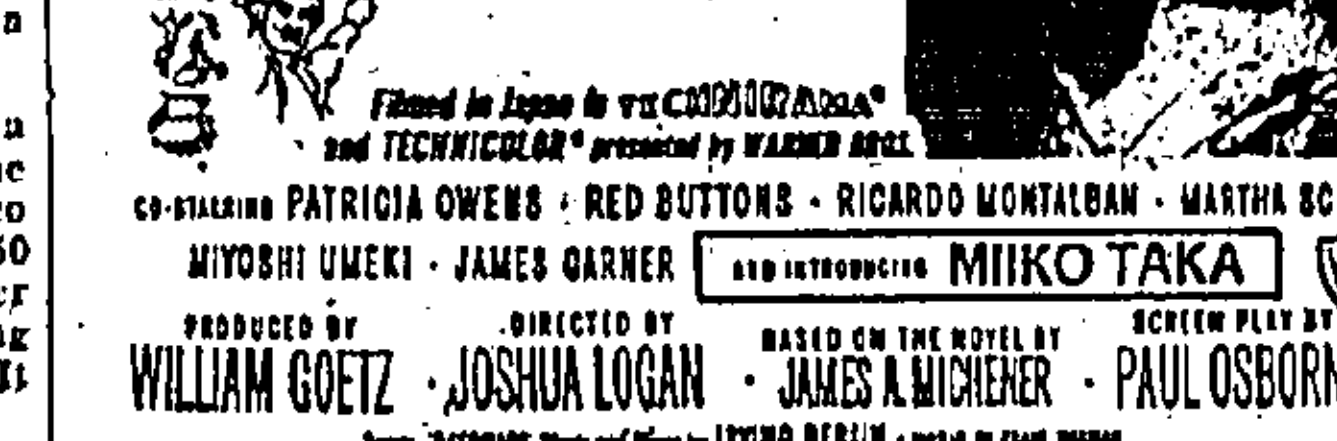 Filmed in Japan in TECHNIRAMA®
and TECHNICOLOR® presented by WARNER BROS.
CO-STARRING PATRICIA OWENS · RED BUTTONS · RICARDO MONTALBAN · MARTHA SC
MIYOSHI UMEKI · JAMES GARNER AND INTRODUCING MIIKO TAKA
PRODUCED BY DIRECTED BY BASED ON THE NOVEL BY SCREEN PLAY BY
WILLIAM GOETZ · JOSHUA LOGAN · JAMES A. MICHENER · PAUL OSBORN
IRVING BERLIN